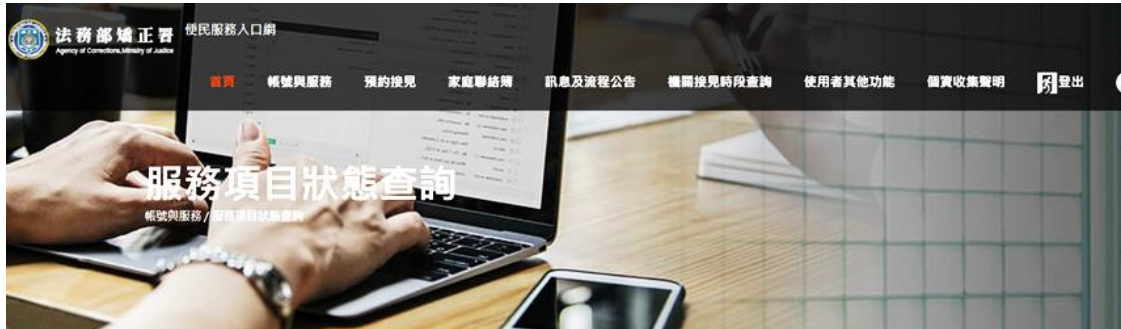 法務部矯正署
Agency of Corrections,Ministry of Justice
便民服務入口網
首頁
帳號與服務
預約接見
家庭聯絡簿
訊息及流程公告
機關接見時段查詢
使用者其他功能
個資收集聲明
登出
服務項目狀態查詢
帳號與服務 / 服務項目狀態查詢